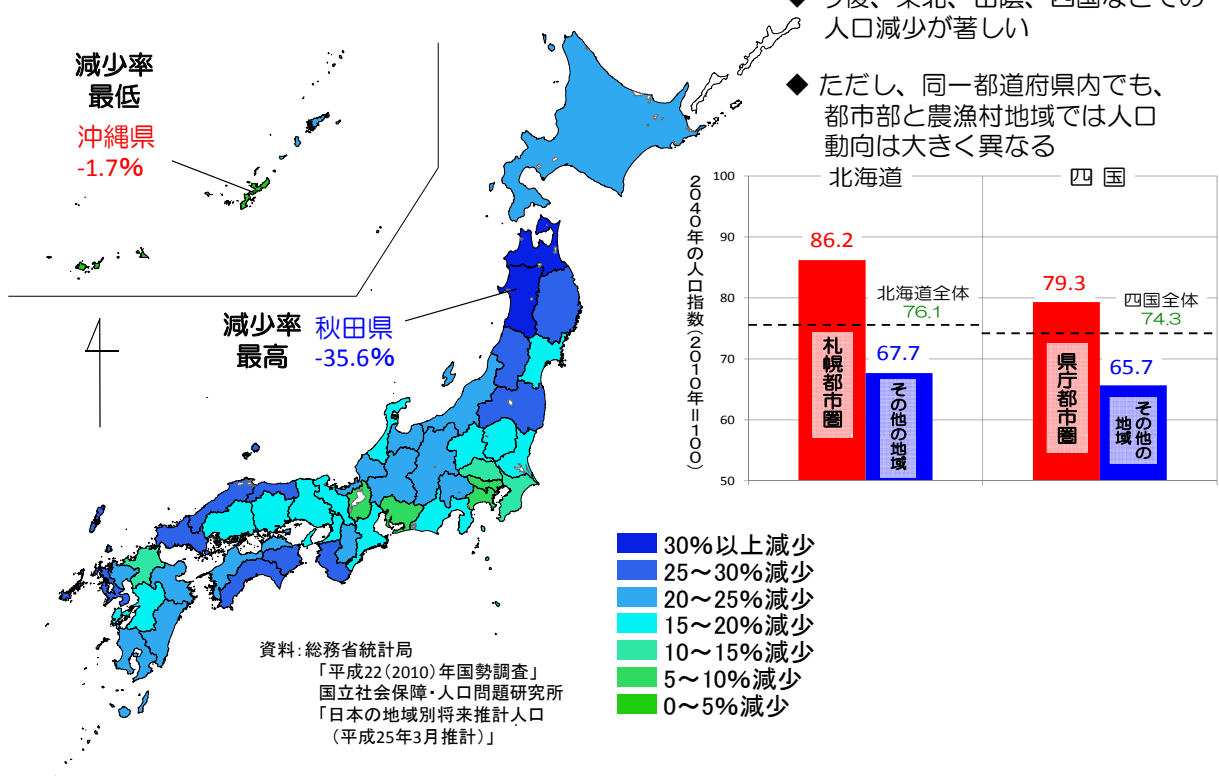 人口減少が著しい
◆ ただし、同一都道府県内でも、
都市部と農漁村地域では人口
動向は大きく異なる
減少率
最低
沖縄県
-1.7%
減少率
最高
秋田県
-35.6%
2040年の人口指数(2010年=100)
100
90
80
70
60
50
北海道
四国
86.2
67.7
北海道全体
76.1
札幌都市圏
その他の地域
79.3
65.7
四国全体
74.3
県庁都市圏
その他の
地域
30%以上減少
25~30%減少
20~25%減少
15~20%減少
10~15%減少
5~10%減少
0~5%減少
資料:総務省統計局
「平成22(2010)年国勢調査」
国立社会保障・人口問題研究所
「日本の地域別将来推計人口
(平成25年3月推計)」